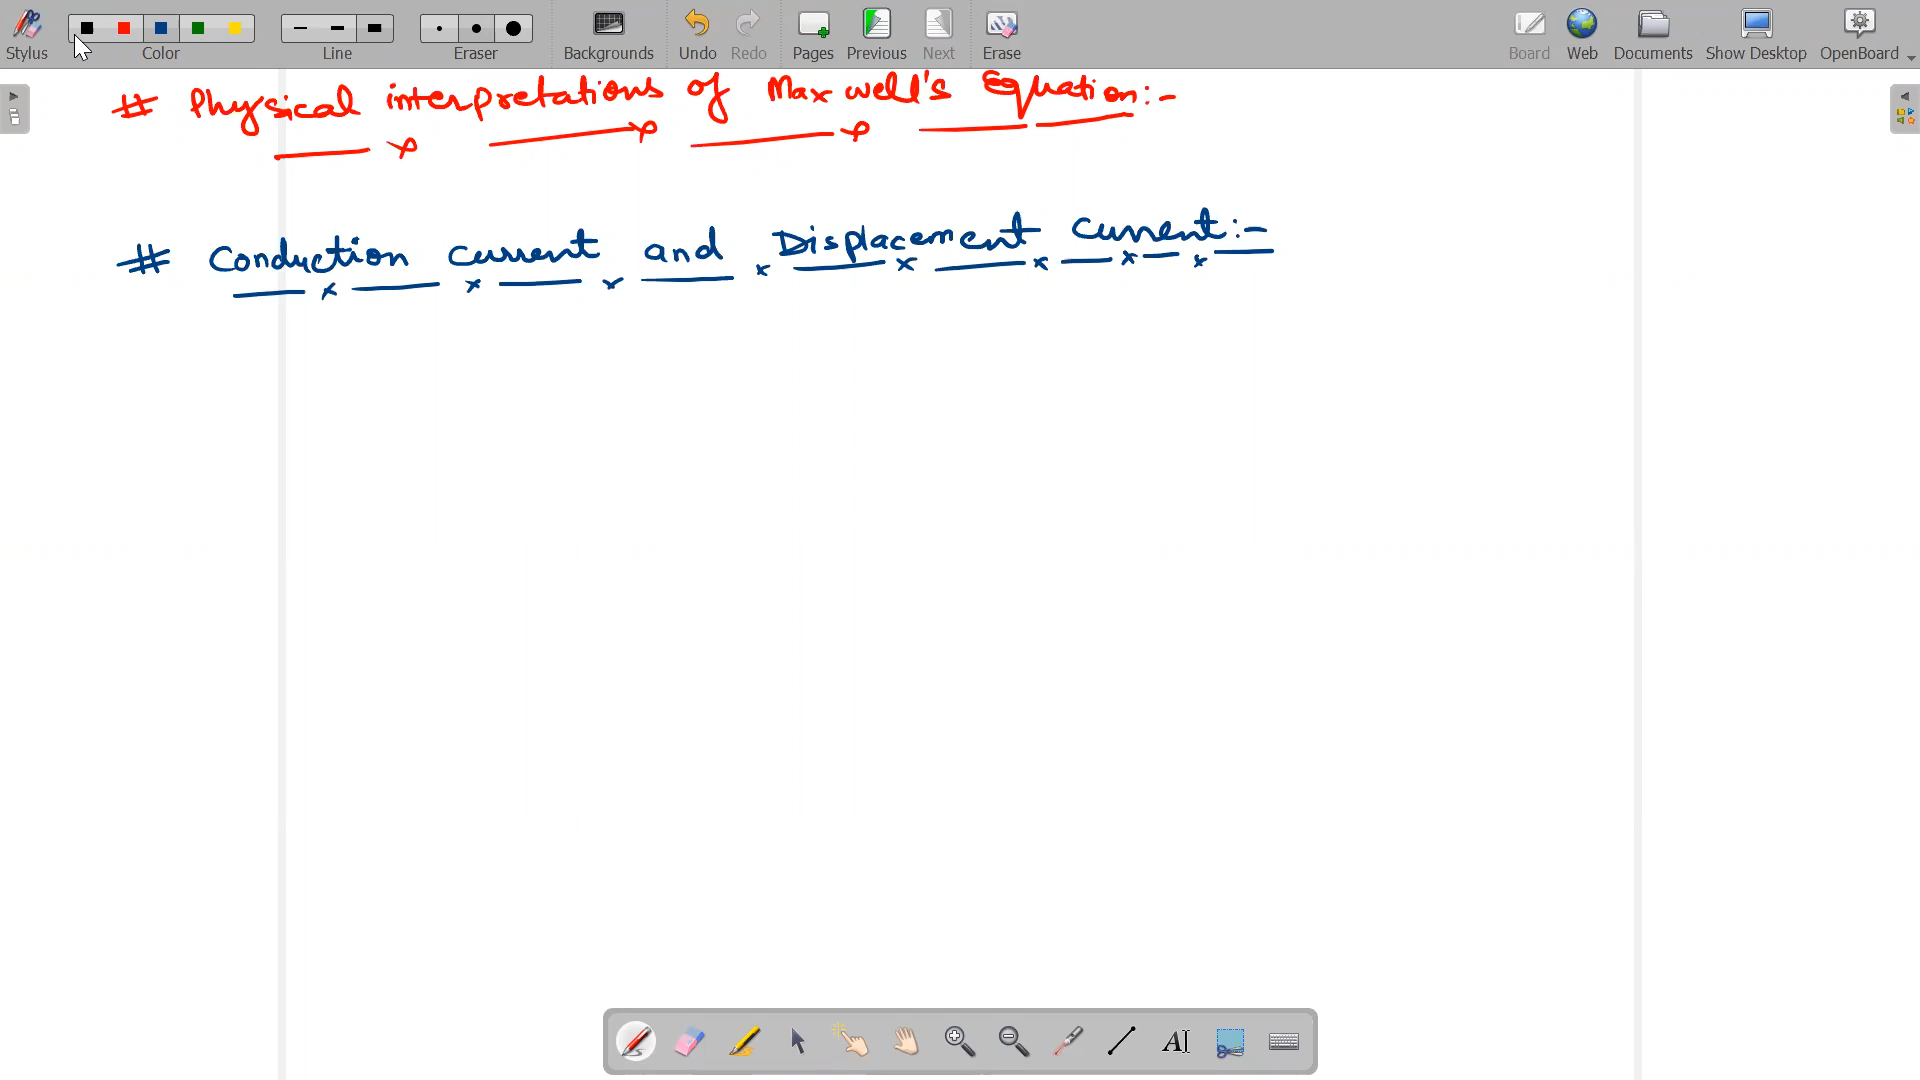 Stylus Color Line Eraser Backgrounds Undo Redo Pages Previous Next Erase Board Web Documents Show Desktop OpenBoard
# Physical interpretations of Maxwell's Equation:-
# Conduction current and Displacement Current:-
AI